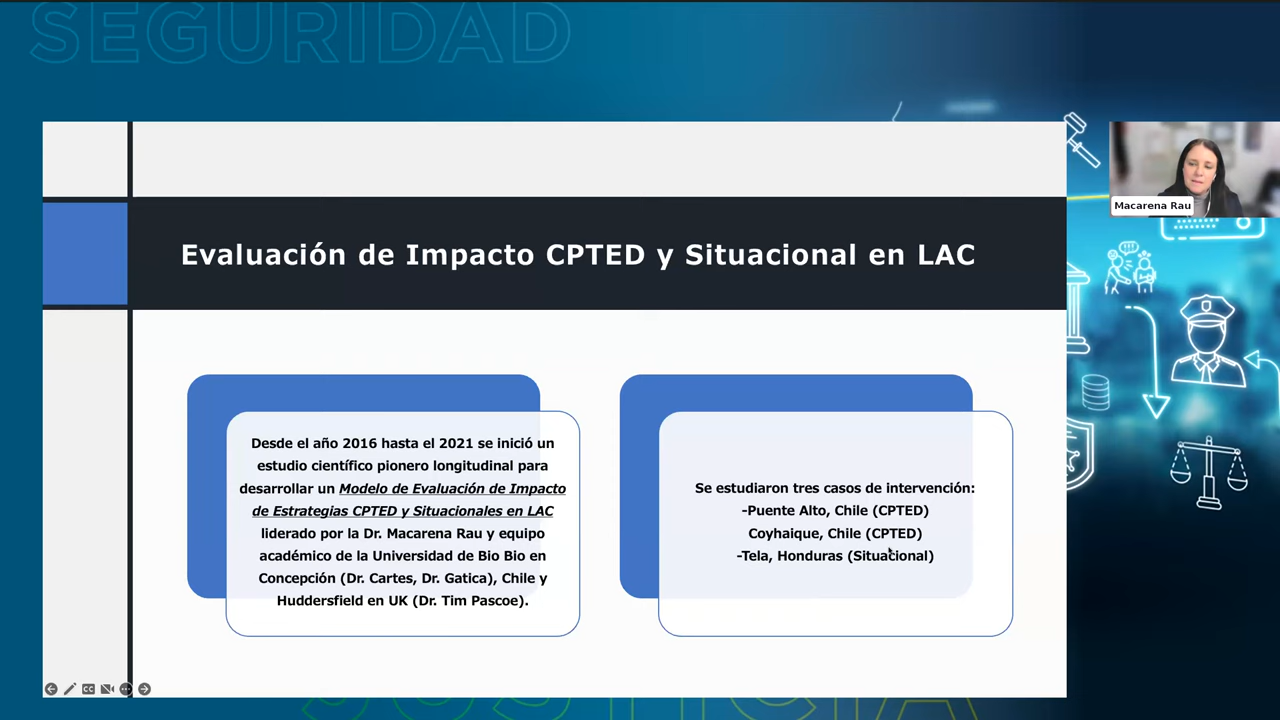 SEGURIDAD
Macarena Rau
Evaluación de Impacto CPTED y Situacional en LAC
Desde el año 2016 hasta el 2021 se inició un
estudio científico pionero longitudinal para
desarrollar un Modelo de Evaluación de Impacto
de Estrategias CPTED y Situacionales en LAC
liderado por la Dr. Macarena Rau y equipo
académico de la Universidad de Bio Bio en
Concepción (Dr. Cartes, Dr. Gatica), Chile y
Huddersfield en UK (Dr. Tim Pascoe).
Se estudiaron tres casos de intervención:
-Puente Alto, Chile (CPTED)
Coyhaique, Chile (CPTED)
-Tela, Honduras (Situacional)
CC
JUSTICIA